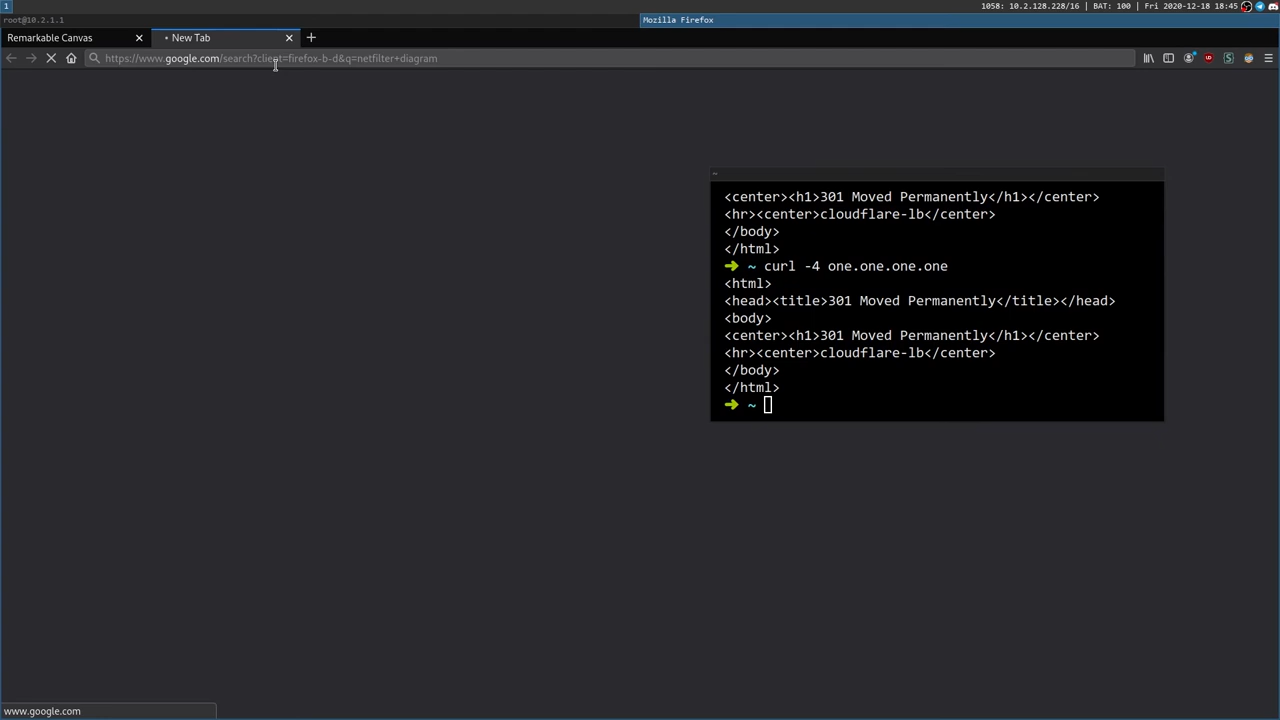 1
1058: 10.2.128.228/16 | BAT: 100 | Fri 2020-12-18 18:45
root@10.2.1.1
Mozilla Firefox
Remarkable Canvas
New Tab
https://www.google.com/search?client=firefox-b-d&q=netfilter+diagram
~
<center><h1>301 Moved Permanently</h1></center>
<hr><center>cloudflare-lb</center>
</body>
</html>
➜ ~ curl -4 one.one.one.one
<html>
<head><title>301 Moved Permanently</title></head>
<body>
<center><h1>301 Moved Permanently</h1></center>
<hr><center>cloudflare-lb</center>
</body>
</html>
➜ ~
www.google.com